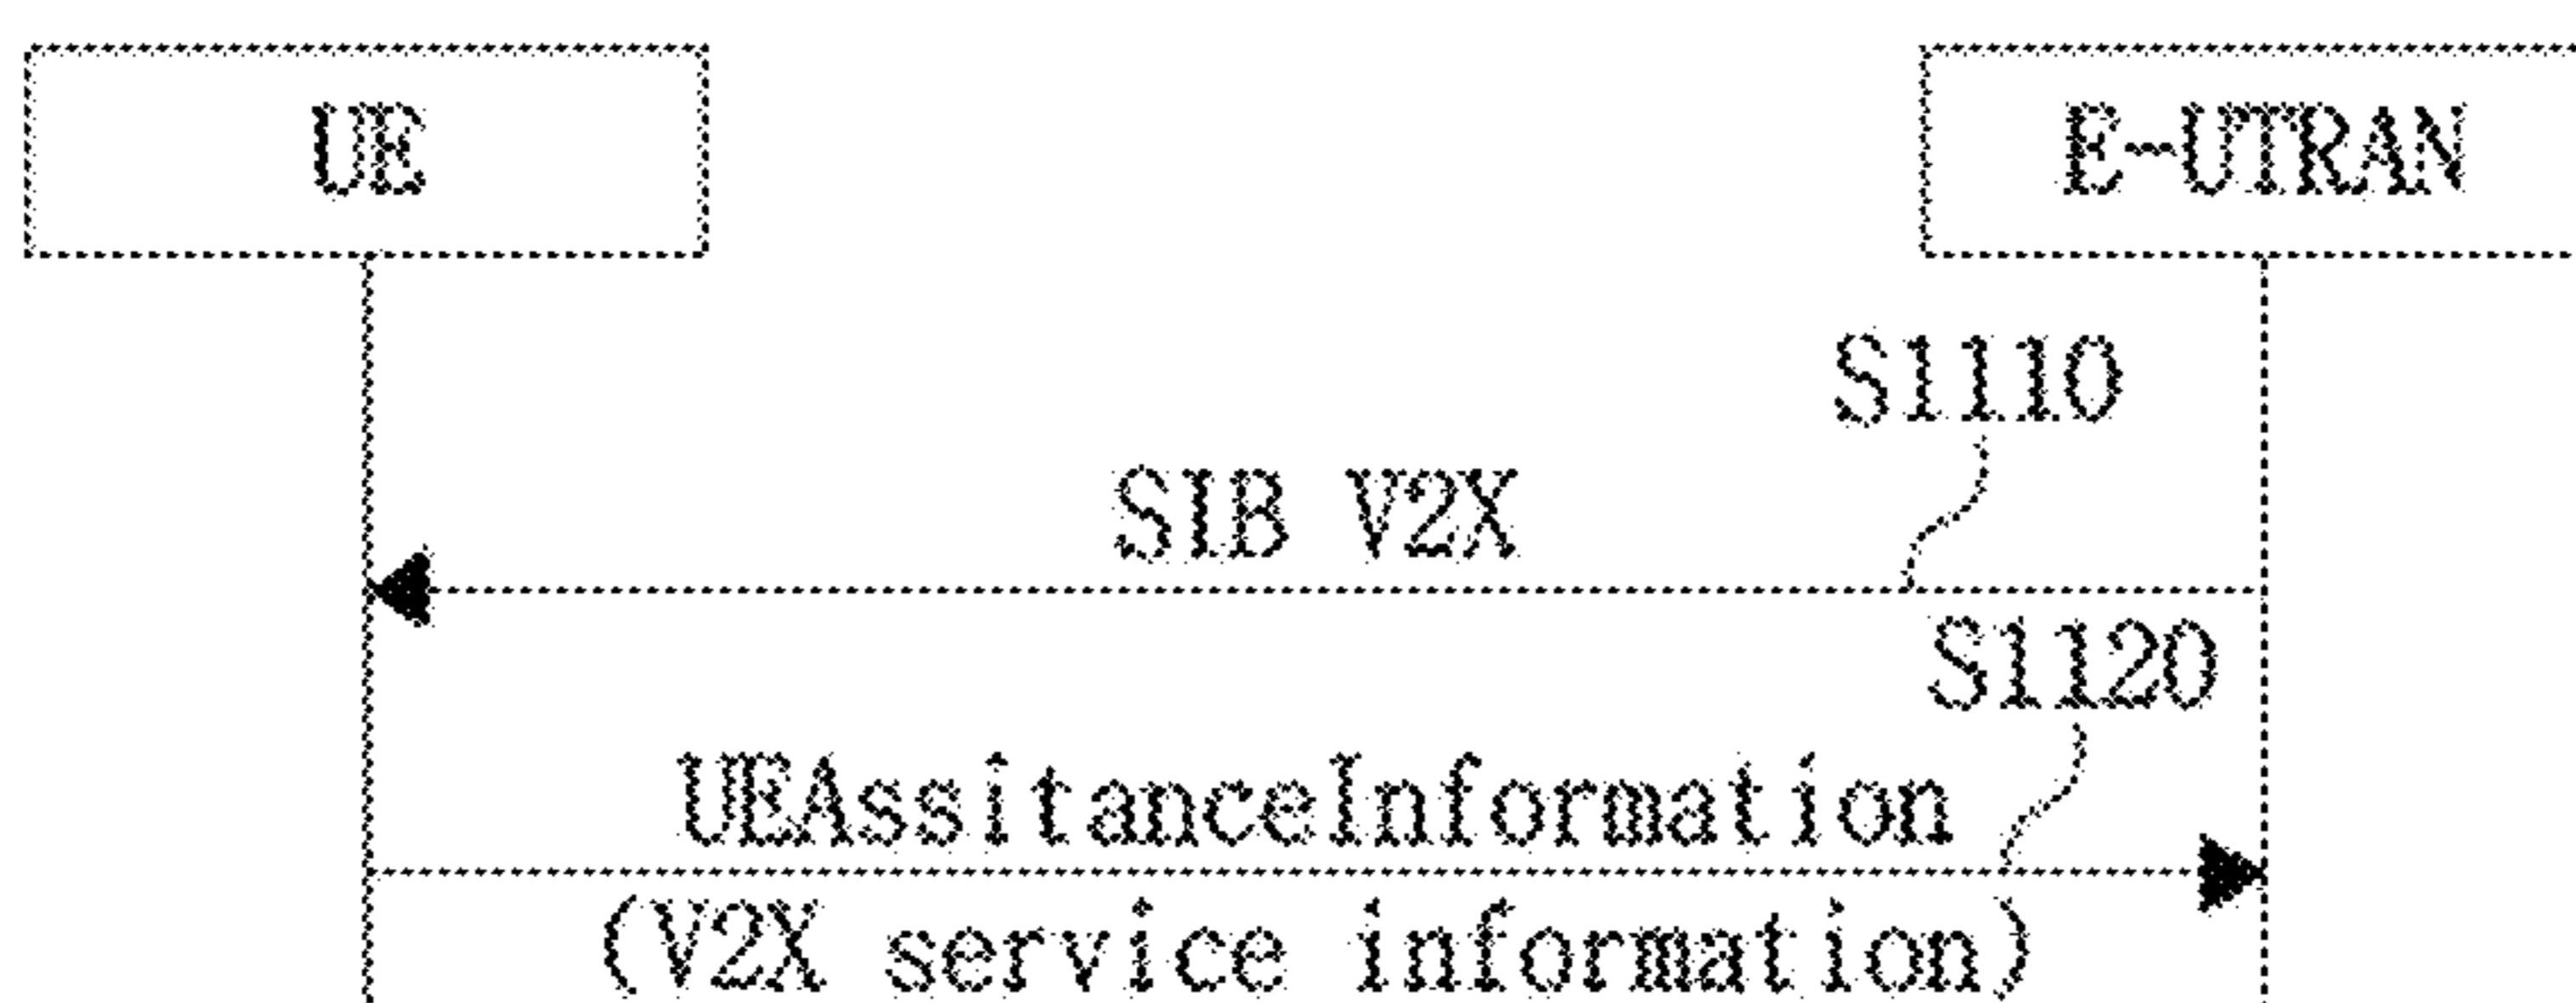 UE
E-UTRAN
S1110
SIB V2X
S1120
UEAssitanceInformation
(V2X service information)